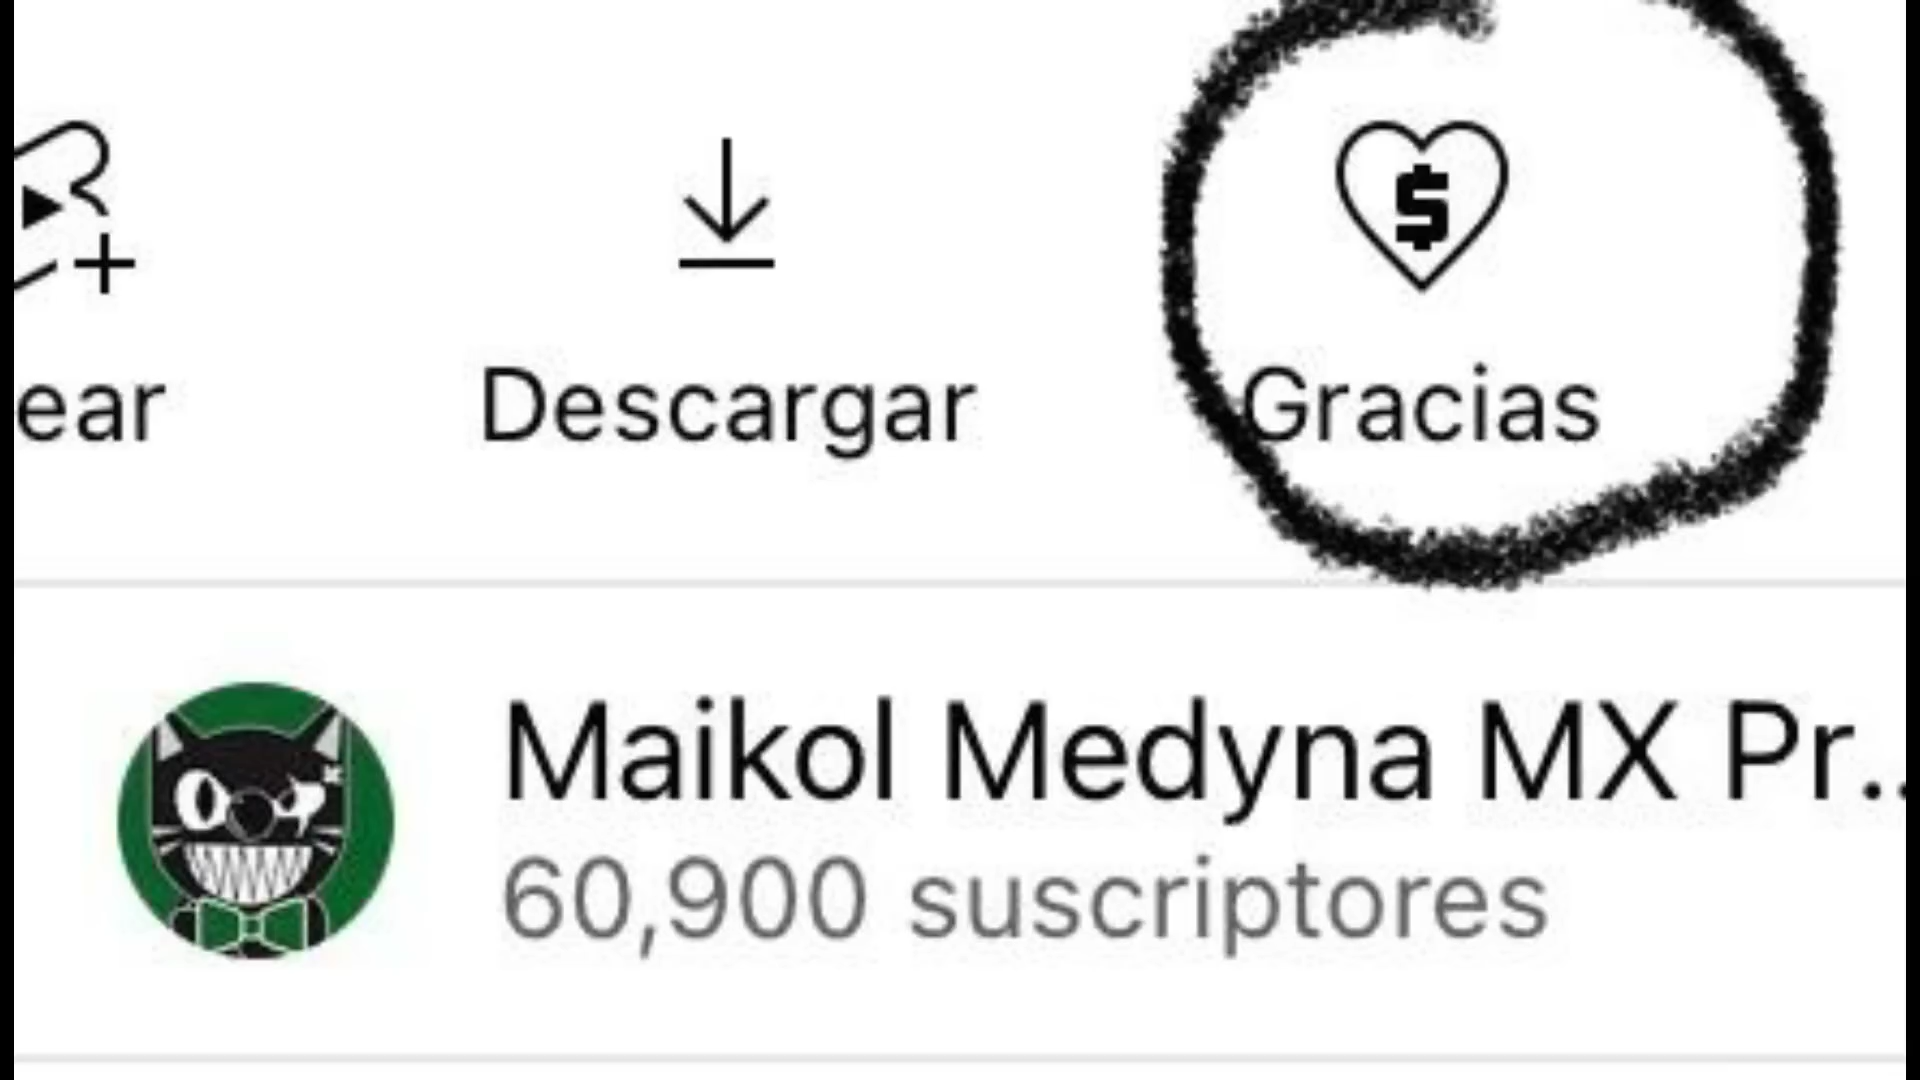 ear Descargar Gracias
Maikol Medyna MX Pr..
60,900 suscriptores